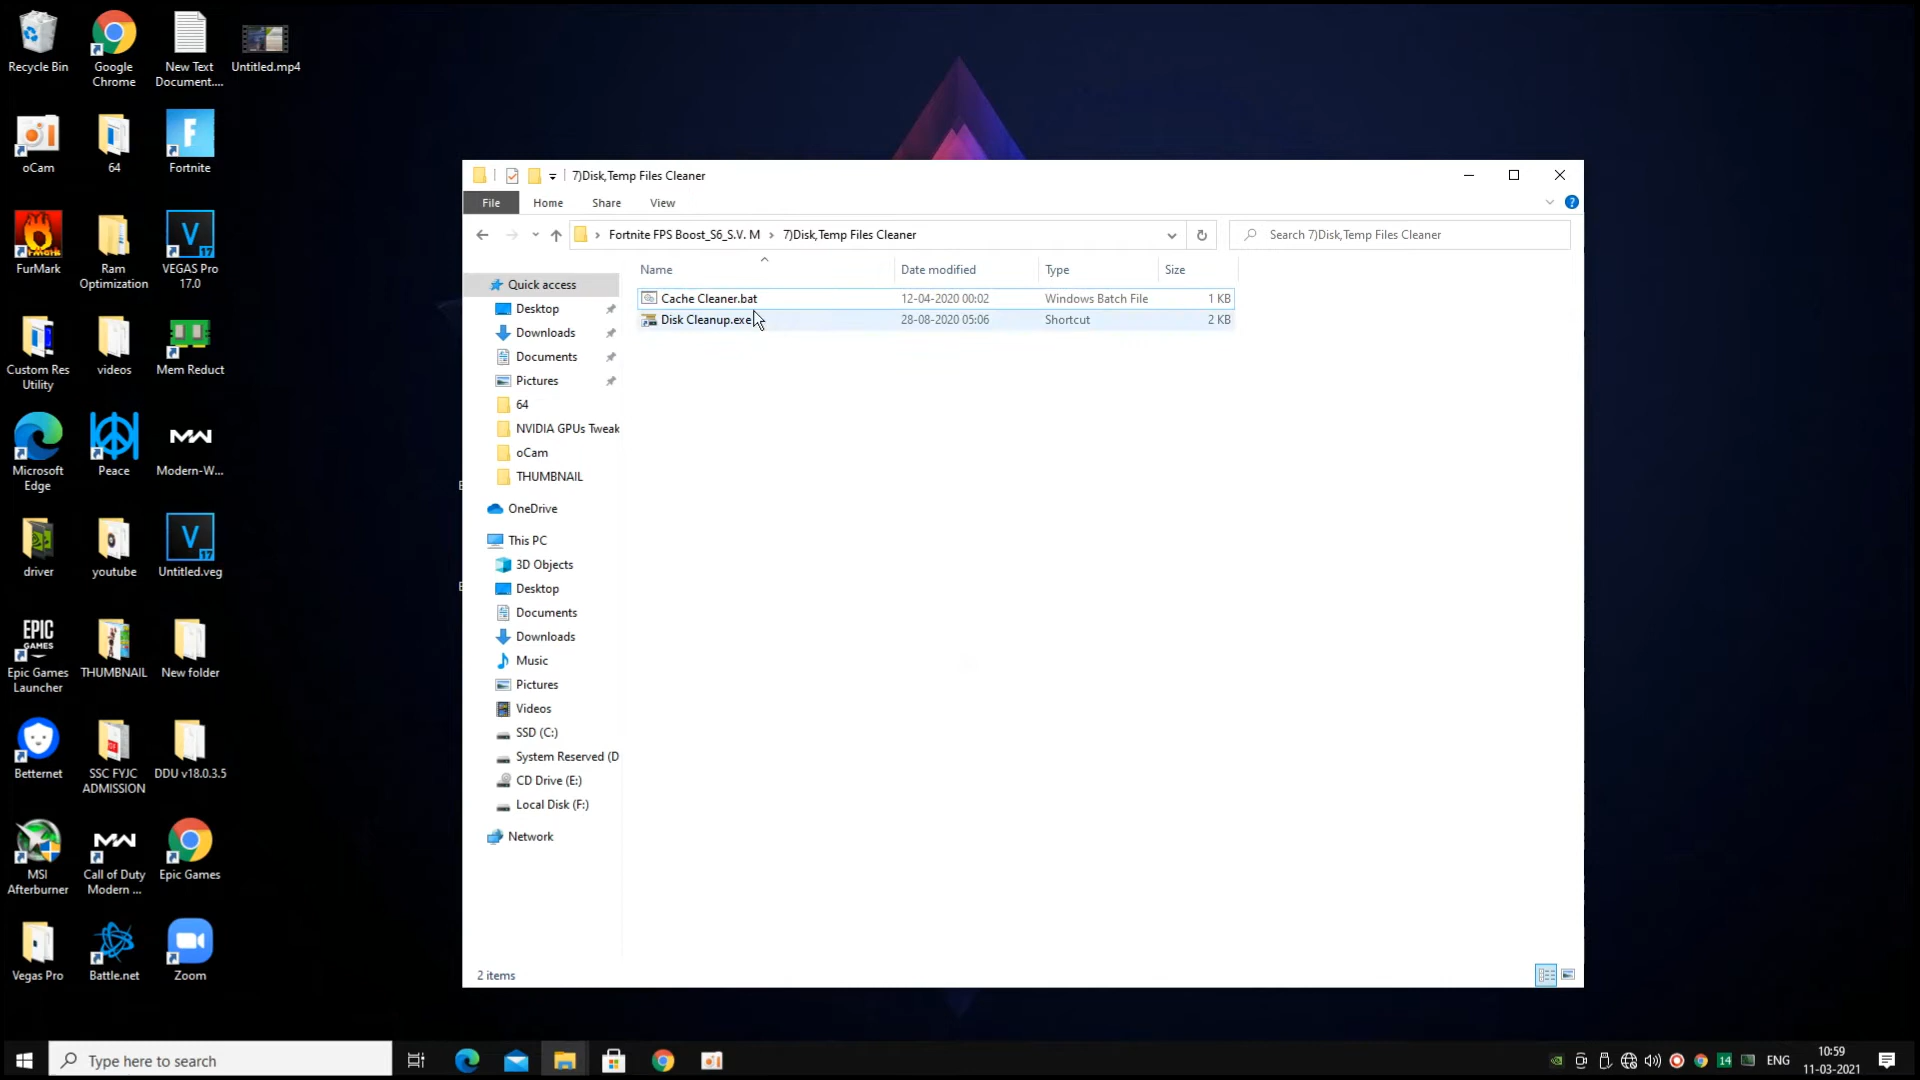 Recycle Bin
Google
Chrome
New Text
Document....
Untitled.mp4
oCam
64
F
Fortnite
FurMark
Ram
Optimization
V
VEGAS Pro
17.0
Custom Res
Utility
videos
Mem Reduct
Microsoft
Edge
Peace
MW
Modern-W...
driver
youtube
V
17
Untitled.veg
EPIC
GAMES
Epic Games
Launcher
THUMBNAIL
New folder
Betternet
SSC FYJC
ADMISSION
DDU v18.0.3.5
MSI
Afterburner
MW
Call of Duty
Modern ...
Epic Games
Vegas Pro
Battle.net
Zoom
7)Disk,Temp Files Cleaner
File Home Share View
Fortnite FPS Boost_S6_S.V. M > 7)Disk,Temp Files Cleaner
Search 7)Disk,Temp Files Cleaner
Name Date modified Type Size
Cache Cleaner.bat 12-04-2020 00:02 Windows Batch File 1 KB
Disk Cleanup.exe 28-08-2020 05:06 Shortcut 2 KB
Quick access
Desktop
Downloads
Documents
Pictures
64
NVIDIA GPUs Tweak
oCam
THUMBNAIL
OneDrive
This PC
3D Objects
Desktop
Documents
Downloads
Music
Pictures
Videos
SSD (C:)
System Reserved (D
CD Drive (E:)
Local Disk (F:)
Network
2 items
Type here to search
14
ENG
10:59
11-03-2021